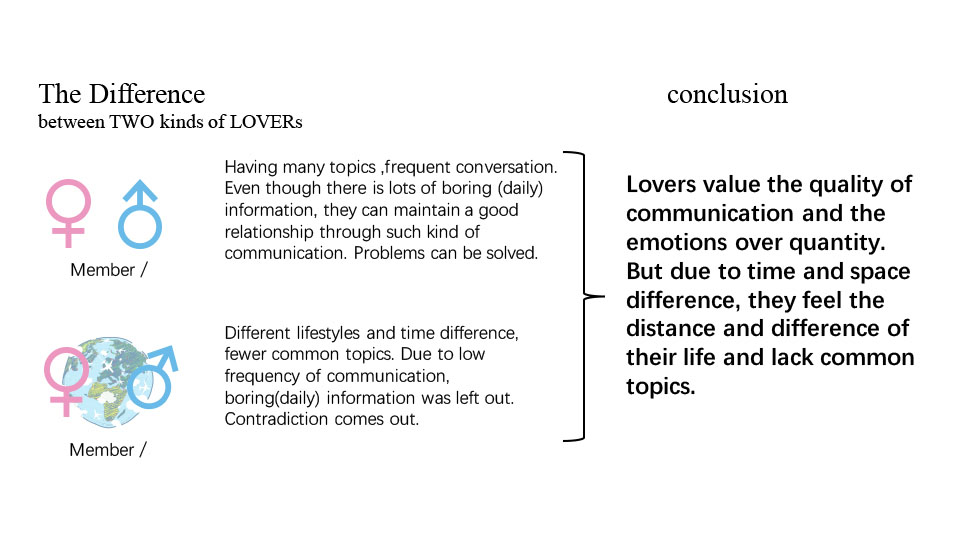 The Difference
between TWO kinds of LOVERs
conclusion
Having many topics ,frequent conversation.
Even though there is lots of boring (daily)
information, they can maintain a good
relationship through such kind of
communication. Problems can be solved.
Member /
Different lifestyles and time difference,
fewer common topics. Due to low
frequency of communication,
boring(daily) information was left out.
Contradiction comes out.
Member /
Lovers value the quality of
communication and the
emotions over quantity.
But due to time and space
difference, they feel the
distance and difference of
their life and lack common
topics.